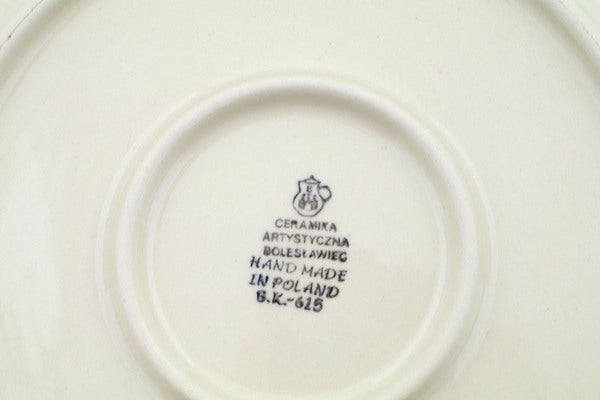 B
CERAMIKA
ARTYSTYCZNA
BOLESŁAWIEC
HAND MADE
IN POLAND
B.K.-615